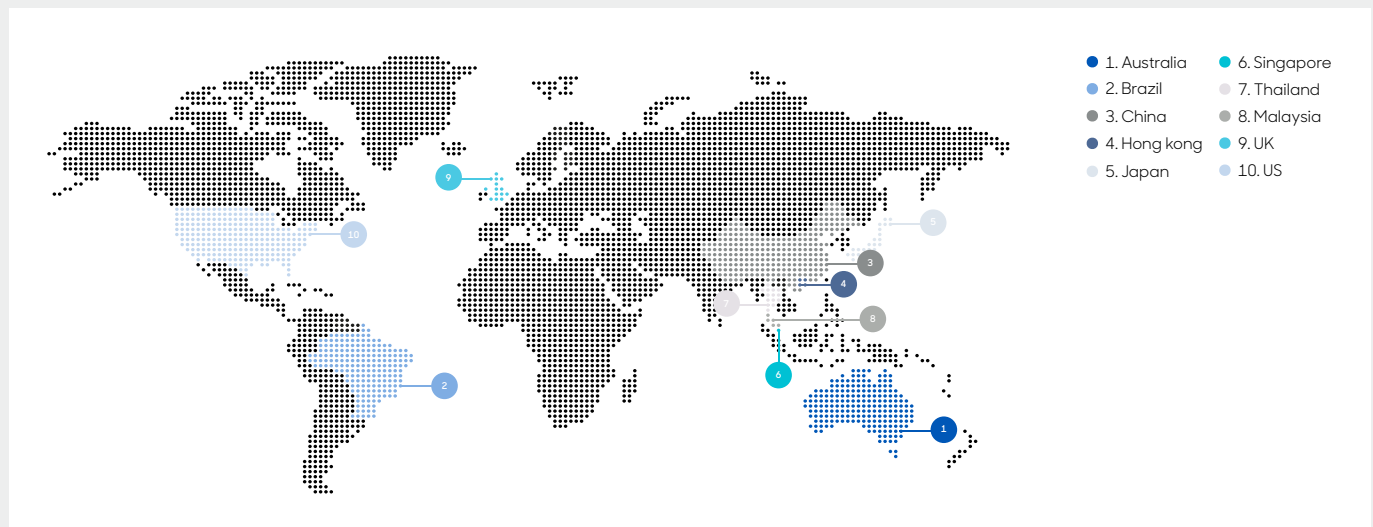 1. Australia
2. Brazil
3. China
4. Hong kong
5. Japan
6. Singapore
7. Thailand
8. Malaysia
9. UK
10. US
9
10
5
3
4
7
8
6
2
1